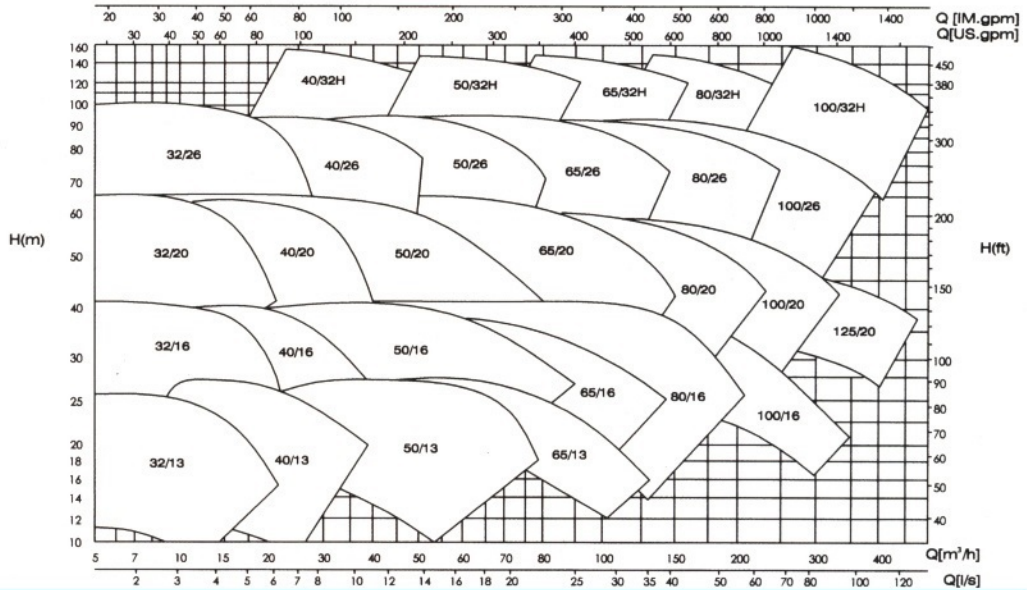 20 30 40 50 60 80 100 200 300 400 500 600 800 1000 1400 Q [IM.gpm]
30 40 50 60 80 100 200 300 400 500 600 800 1000 1400 Q[US.gpm]
160
140 450
40/32H 50/32H 65/32H 80/32H
120 380
100 100/32H
90 300
80 32/26 40/26 50/26 65/26 80/26
70
100/26
60 200
H(m) H(ft)
50 32/20 40/20 50/20 65/20
80/20 150
40 100/20 125/20
32/16 40/16 50/16
30 100
90
25 65/16 80/16 80
100/16
20 70
18 32/13 40/13 50/13 65/13 60
16
14 50
12 40
10
5 7 10 15 20 30 40 50 60 70 80 100 150 200 300 400 Q[m³/h]
2 3 4 5 6 7 8 10 12 14 16 18 20 25 30 35 40 50 60 70 80 100 120 Q[l/s]